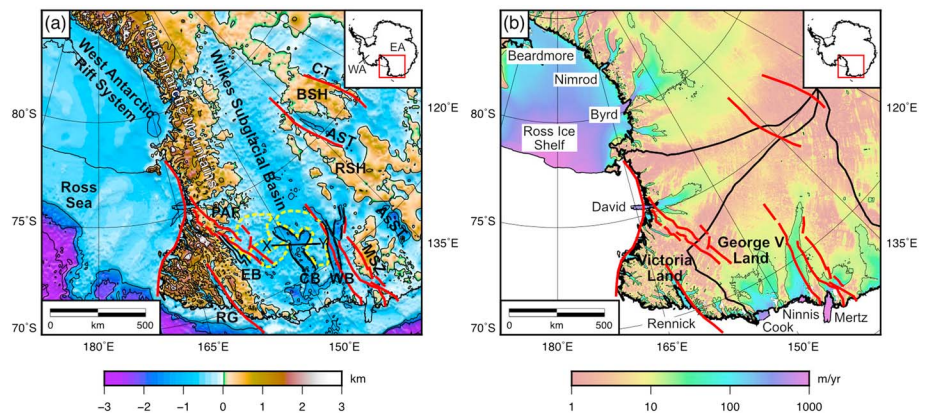 (a)
Transantarctic Mountains
West Antarctic
Rift System
Wilkes Subglacial Basin
CT
BSH
AST
RSH
ASST
MSZ
Ross
Sea
PAF
X
Y
EB
CB
WB
RG
WA
EA
80°S
75°S
70°S
120°E
135°E
180°E
165°E
150°E
0
km
500
−3
−2
−1
0
1
2
3
km
(b)
Beardmore
Nimrod
Byrd
Ross Ice
Shelf
David
Victoria
Land
George V
Land
Rennick
Cook
Ninnis
Mertz
80°S
75°S
70°S
120°E
135°E
180°E
165°E
150°E
0
km
500
1
10
100
1000
m/yr